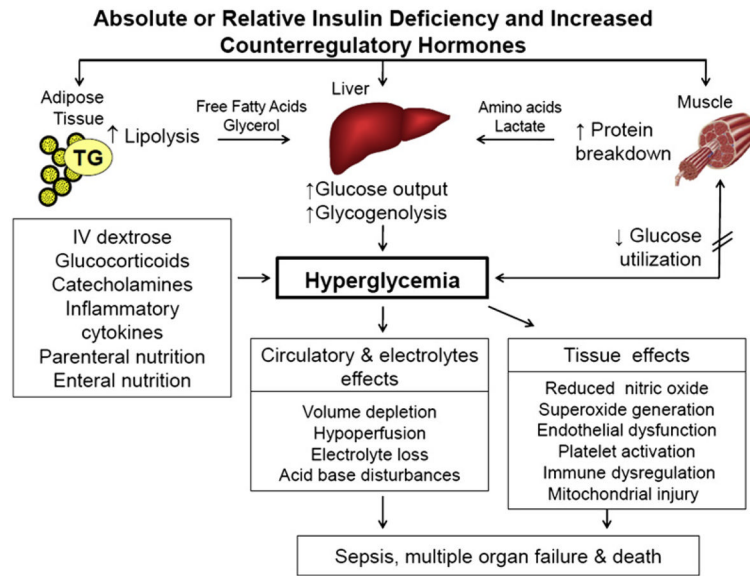 Absolute or Relative Insulin Deficiency and Increased
Counterregulatory Hormones
Adipose
Tissue
TG
↑ Lipolysis
Free Fatty Acids
Glycerol
Liver
Amino acids
Lactate
↑ Protein
breakdown
Muscle
↑Glucose output
↑Glycogenolysis
↓ Glucose
utilization
IV dextrose
Glucocorticoids
Catecholamines
Inflammatory
cytokines
Parenteral nutrition
Enteral nutrition
Hyperglycemia
Circulatory & electrolytes
effects
Volume depletion
Hypoperfusion
Electrolyte loss
Acid base disturbances
Tissue effects
Reduced nitric oxide
Superoxide generation
Endothelial dysfunction
Platelet activation
Immune dysregulation
Mitochondrial injury
Sepsis, multiple organ failure & death